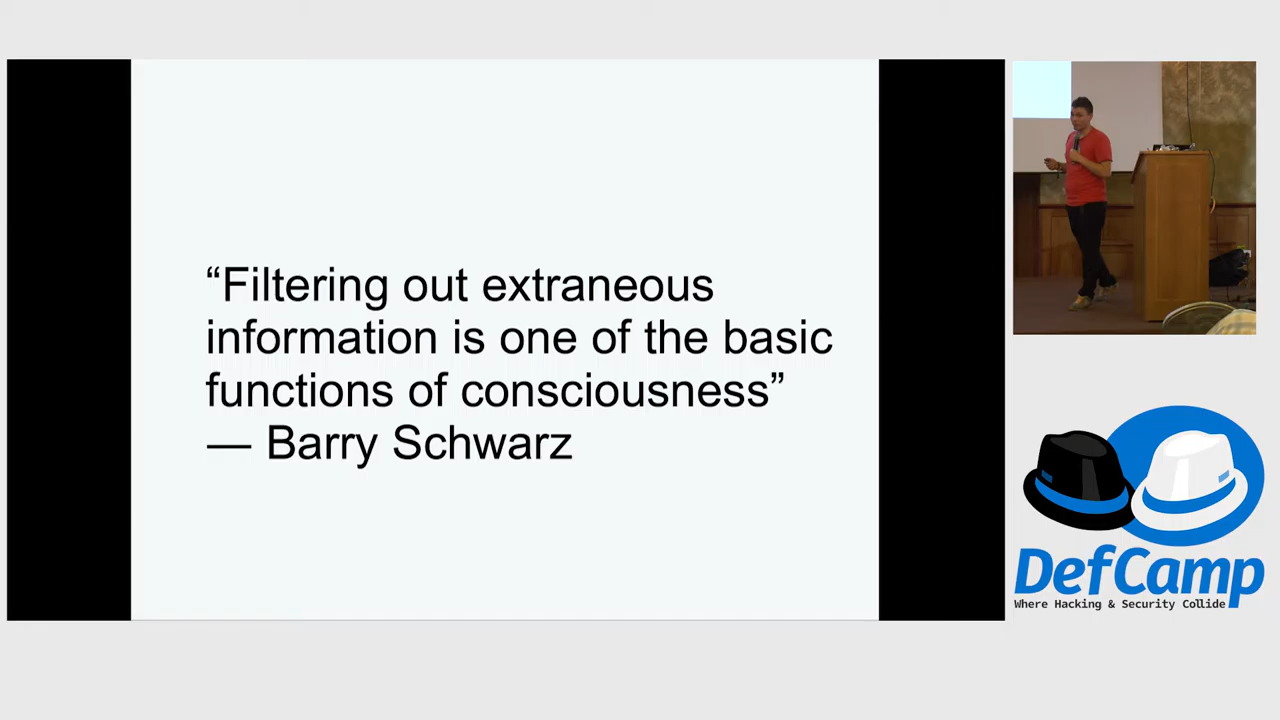 “Filtering out extraneous
information is one of the basic
functions of consciousness”
— Barry Schwarz
DefCamp
Where Hacking & Security Collide